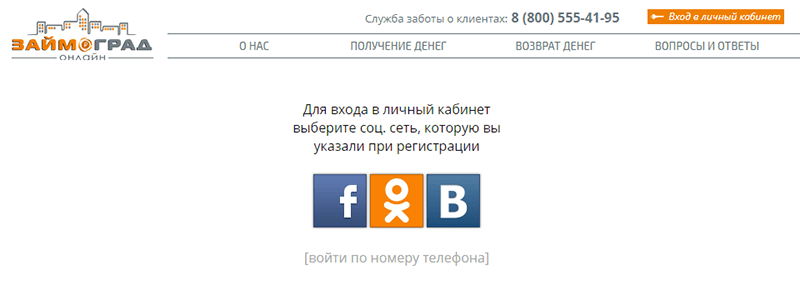 Служба заботы о клиентах: 8 (800) 555-41-95
Вход в личный кабинет
ЗАЙМОГРАД
ОНЛАЙН
О НАС
ПОЛУЧЕНИЕ ДЕНЕГ
ВОЗВРАТ ДЕНЕГ
ВОПРОСЫ И ОТВЕТЫ
Для входа в личный кабинет
выберите соц. сеть, которую вы
указали при регистрации
f
B
[войти по номеру телефона]